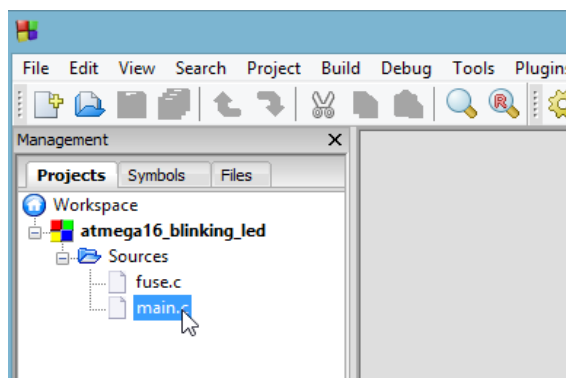 File Edit View Search Project Build Debug Tools Plugins
Management
Projects Symbols Files
Workspace
atmega16_blinking_led
Sources
fuse.c
main.c